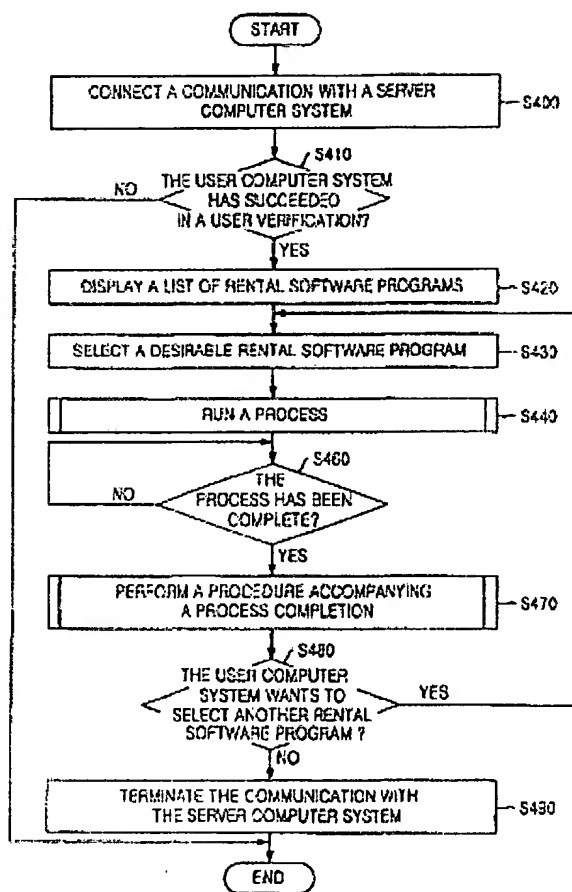 START
CONNECT A COMMUNICATION WITH A SERVER
COMPUTER SYSTEM
S400
S410
NO
THE USER COMPUTER SYSTEM
HAS SUCCEEDED
IN A USER VERIFICATION?
YES
DISPLAY A LIST OF RENTAL SOFTWARE PROGRAMS
S420
SELECT A DESIRABLE RENTAL SOFTWARE PROGRAM
S430
RUN A PROCESS
S440
S460
NO
THE
PROCESS HAS BEEN
COMPLETE?
YES
PERFORM A PROCEDURE ACCOMPANYING
A PROCESS COMPLETION
S470
S480
THE USER COMPUTER
SYSTEM WANTS TO
SELECT ANOTHER RENTAL
SOFTWARE PROGRAM ?
YES
NO
TERMINATE THE COMMUNICATION WITH
THE SERVER COMPUTER SYSTEM
S490
END